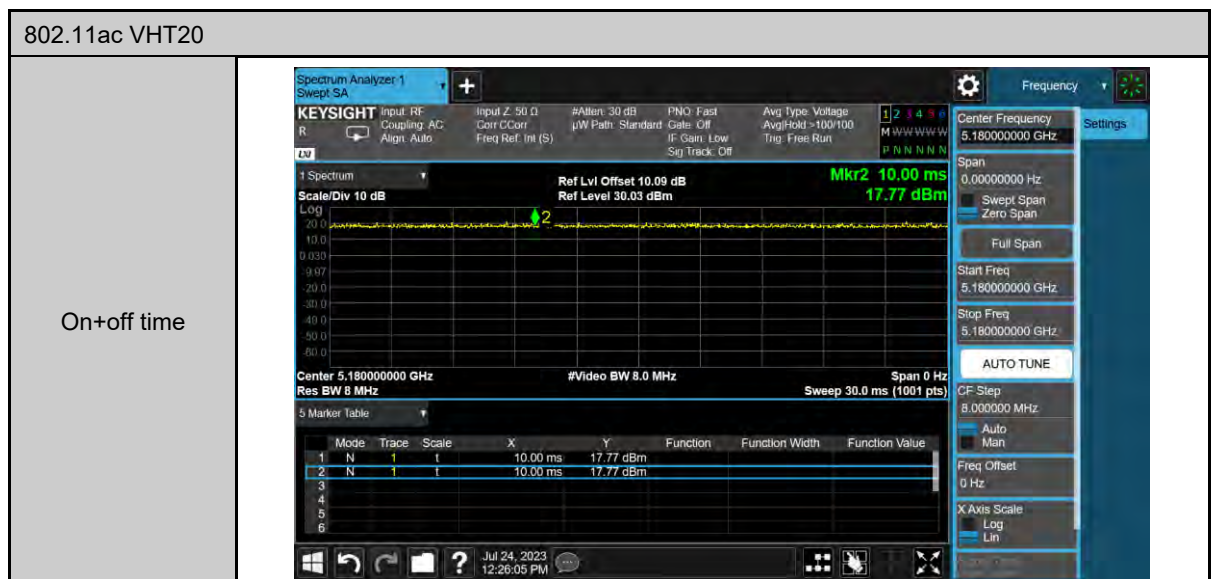 802.11ac VHT20
On+off time
Spectrum Analyzer 1
Swept SA
Frequency
KEYSIGHT
R
LXI
Input: RF
Coupling: AC
Align: Auto
Input Z: 50 Ω
Corr CCorr
Freq Ref: Int (S)
#Atten: 30 dB
µW Path: Standard
PNO: Fast
Gate: Off
IF Gain: Low
Sig Track: Off
Avg Type: Voltage
Avg|Hold:>100/100
Trig: Free Run
1 2 3 4 5 6
M W W W W W
P N N N N N
1 Spectrum
Scale/Div 10 dB
Log
Ref Lvl Offset 10.09 dB
Ref Level 30.03 dBm
Mkr2 10.00 ms
17.77 dBm
2
20.0
10.0
0.030
-9.97
-20.0
-30.0
-40.0
-50.0
-60.0
Center 5.180000000 GHz
Res BW 8 MHz
#Video BW 8.0 MHz
Span 0 Hz
Sweep 30.0 ms (1001 pts)
5 Marker Table
Mode Trace Scale X Y Function Function Width Function Value
1 N 1 t 10.00 ms 17.77 dBm
2 N 1 t 10.00 ms 17.77 dBm
3
4
5
6
Jul 24, 2023
12:26:05 PM
Center Frequency
5.180000000 GHz
Settings
Span
0.00000000 Hz
Swept Span
Zero Span
Full Span
Start Freq
5.180000000 GHz
Stop Freq
5.180000000 GHz
AUTO TUNE
CF Step
8.000000 MHz
Auto
Man
Freq Offset
0 Hz
X Axis Scale
Log
Lin